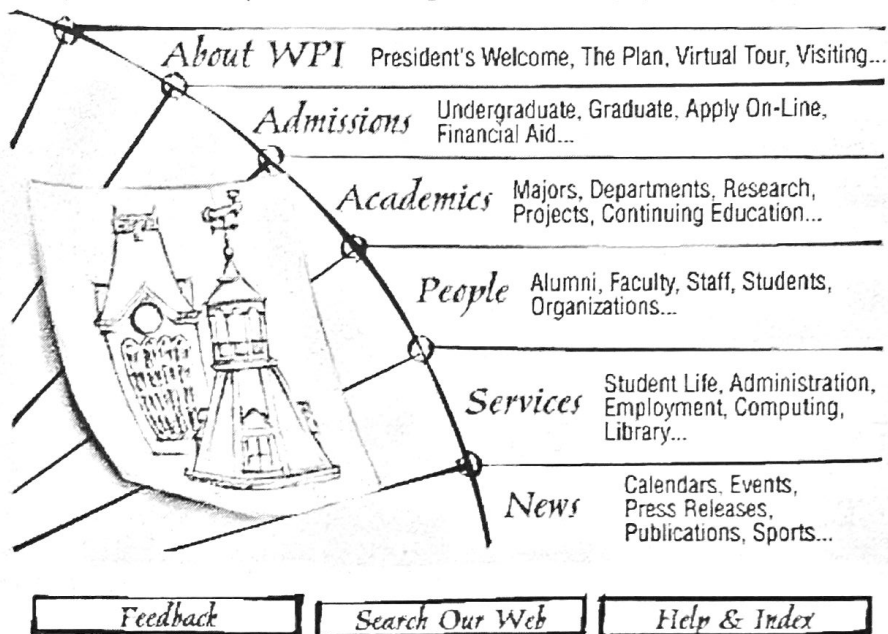 About WPI President's Welcome, The Plan, Virtual Tour, Visiting...
Admissions Undergraduate, Graduate, Apply On-Line,
Financial Aid...
Academics Majors, Departments, Research,
Projects, Continuing Education...
People Alumni, Faculty, Staff, Students,
Organizations...
Services Student Life, Administration,
Employment, Computing,
Library...
News Calendars, Events,
Press Releases,
Publications, Sports...
Feedback
Search Our Web
Help & Index